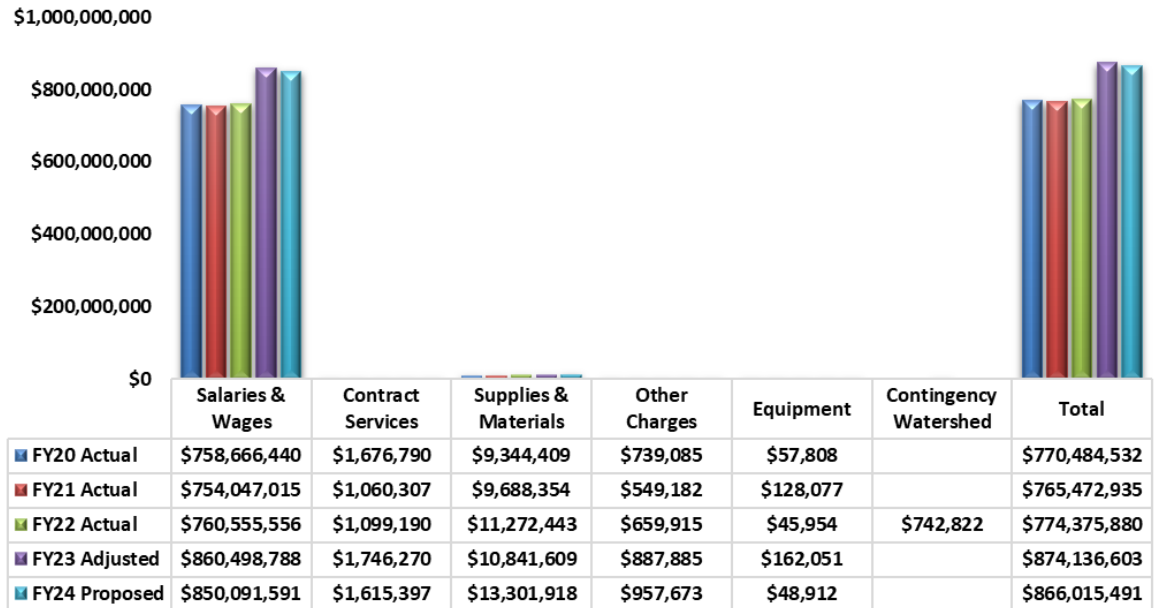 $1,000,000,000
$800,000,000
$600,000,000
$400,000,000
$200,000,000
$0
Salaries & Wages Contract Services Supplies & Materials Other Charges Equipment Contingency Watershed Total
FY20 Actual $758,666,440 $1,676,790 $9,344,409 $739,085 $57,808 $770,484,532
FY21 Actual $754,047,015 $1,060,307 $9,688,354 $549,182 $128,077 $765,472,935
FY22 Actual $760,555,556 $1,099,190 $11,272,443 $659,915 $45,954 $742,822 $774,375,880
FY23 Adjusted $860,498,788 $1,746,270 $10,841,609 $887,885 $162,051 $874,136,603
FY24 Proposed $850,091,591 $1,615,397 $13,301,918 $957,673 $48,912 $866,015,491